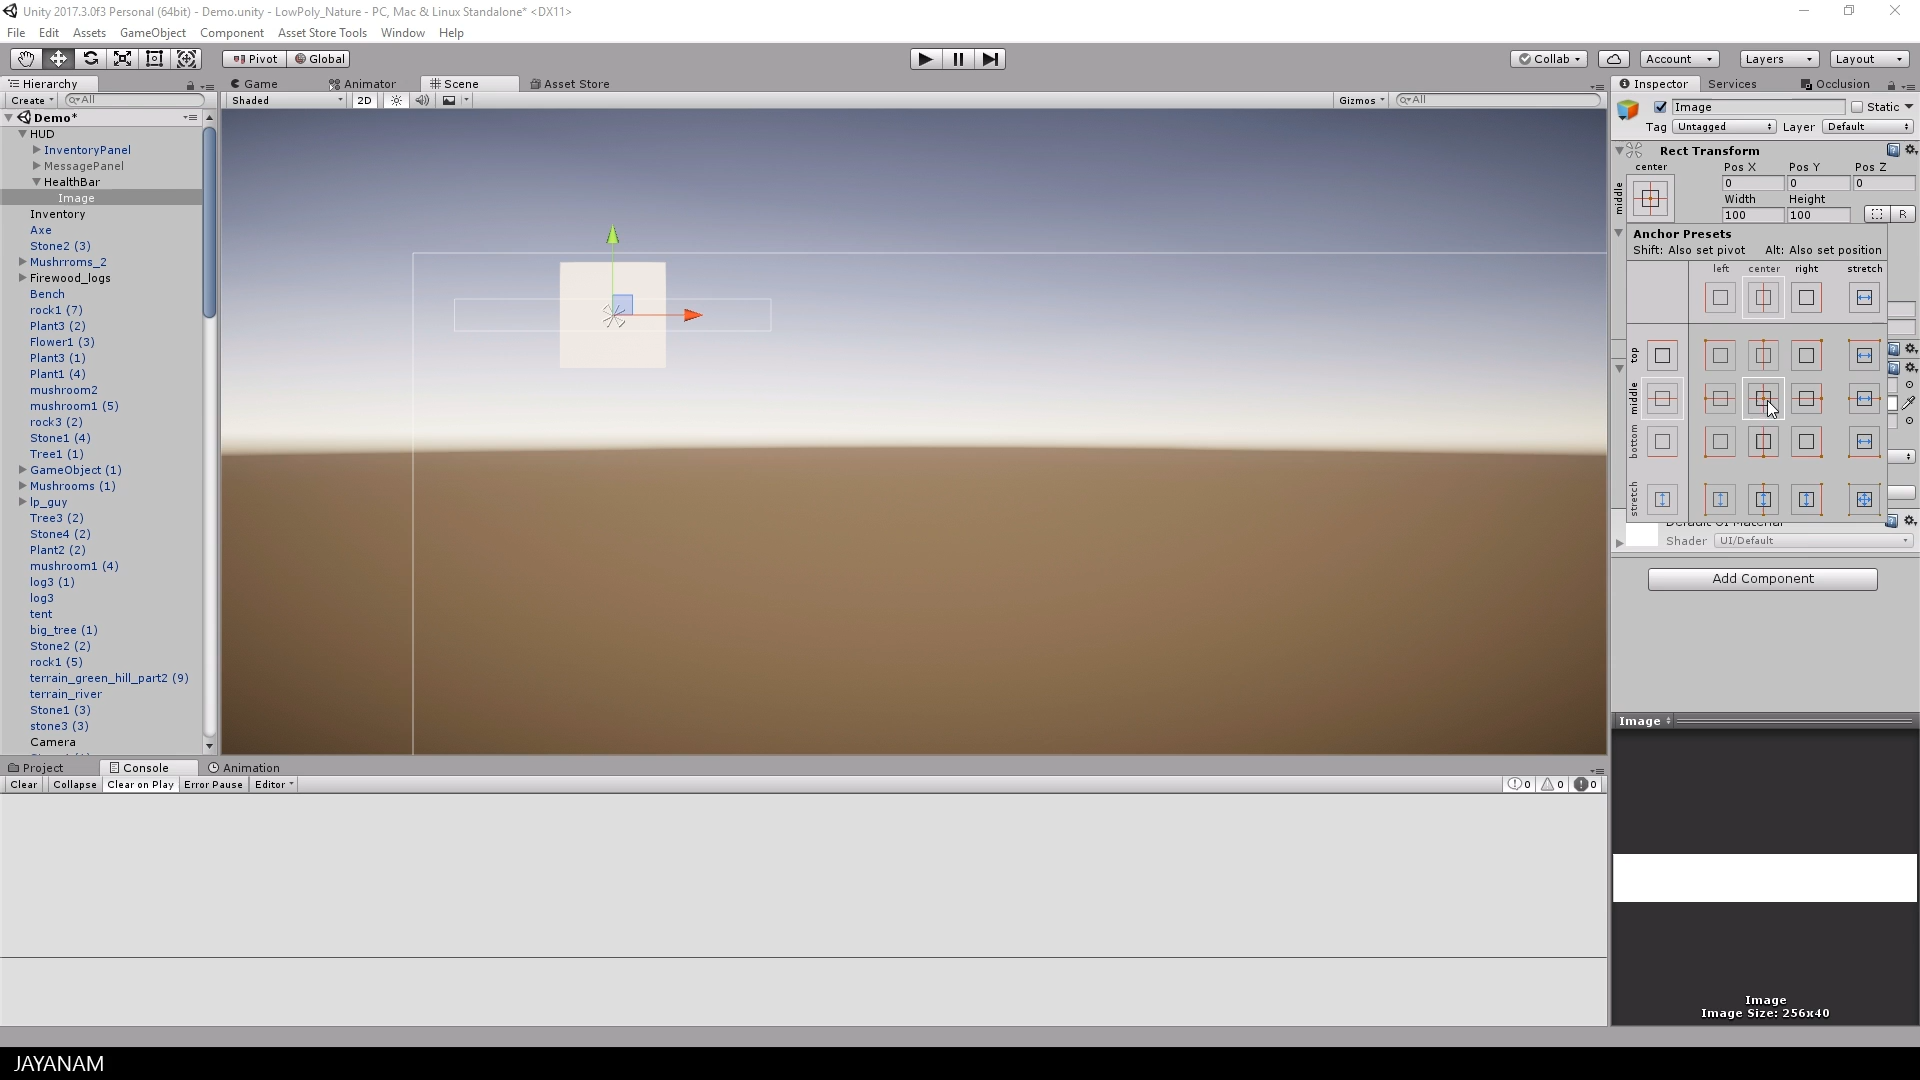 Unity 2017.3.0f3 Personal (64bit) - Demo.unity - LowPoly_Nature - PC, Mac & Linux Standalone* <DX11>
File Edit Assets GameObject Component Asset Store Tools Window Help
Pivot Global Collab Account Layers Layout
Hierarchy Game Animator Scene Asset Store Inspector Services Occlusion
Create All Shaded 2D Gizmos All
Image Static
Tag Untagged Layer Default
Demo*
HUD
InventoryPanel
MessagePanel
HealthBar
Image
Inventory
Axe
Stone2 (3)
Mushrroms_2
Firewood_logs
Bench
rock1 (7)
Plant3 (2)
Flower1 (3)
Plant3 (1)
Plant1 (4)
mushroom2
mushroom1 (5)
rock3 (2)
Stone1 (4)
Tree1 (1)
GameObject (1)
Mushrooms (1)
lp_guy
Tree3 (2)
Stone4 (2)
Plant2 (2)
mushroom1 (4)
log3 (1)
log3
tent
big_tree (1)
Stone2 (2)
rock1 (5)
terrain_green_hill_part2 (9)
terrain_river
Stone1 (3)
stone3 (3)
Camera
Rect Transform
center Pos X Pos Y Pos Z
middle 0 0 0
Width Height
100 100 R
Anchor Presets
Shift: Also set pivot Alt: Also set position
left center right stretch
top
middle
bottom
stretch
Default UI Material
Shader UI/Default
Add Component
Image
Project Console Animation
Clear Collapse Clear on Play Error Pause Editor 0 0 0
Image
Image Size: 256x40
JAYANAM